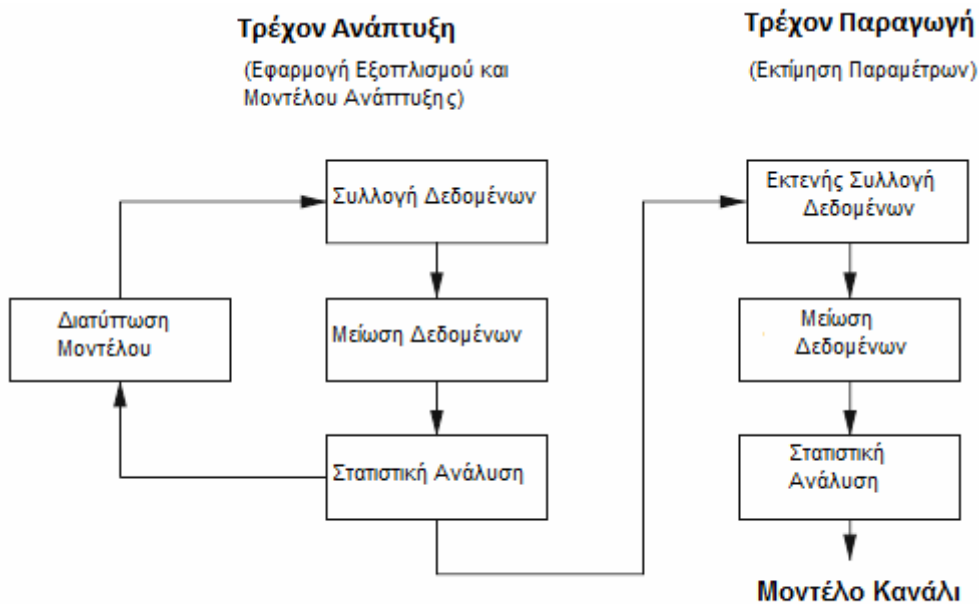 Τρέχον Ανάπτυξη
(Εφαρμογή Εξοπλισμού και
Μοντέλου Ανάπτυξης)
Τρέχον Παραγωγή
(Εκτίμηση Παραμέτρων)
Συλλογή Δεδομένων
Μείωση Δεδομένων
Στατιστική Ανάλυση
Διατύπωση
Μοντέλου
Εκτενής Συλλογή
Δεδομένων
Μείωση
Δεδομένων
Στατιστική
Ανάλυση
Μοντέλο Κανάλι